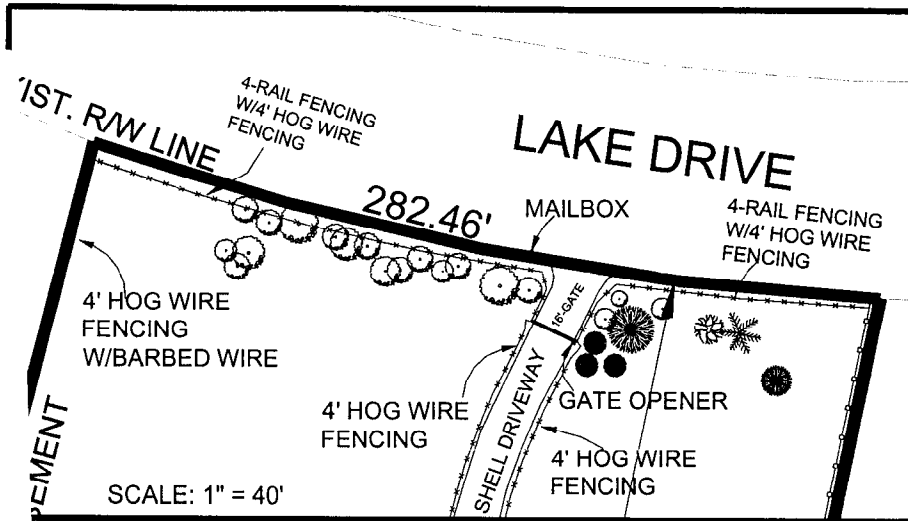 4-RAIL FENCING
W/4' HOG WIRE
FENCING
IST. R/W LINE
LAKE DRIVE
282.46'
MAILBOX
4-RAIL FENCING
W/4' HOG WIRE
FENCING
4' HOG WIRE
FENCING
W/BARBED WIRE
16'-GATE
4' HOG WIRE
FENCING
SHELL DRIVEWAY
GATE OPENER
4' HOG WIRE
FENCING
EMENT
SCALE: 1" = 40'